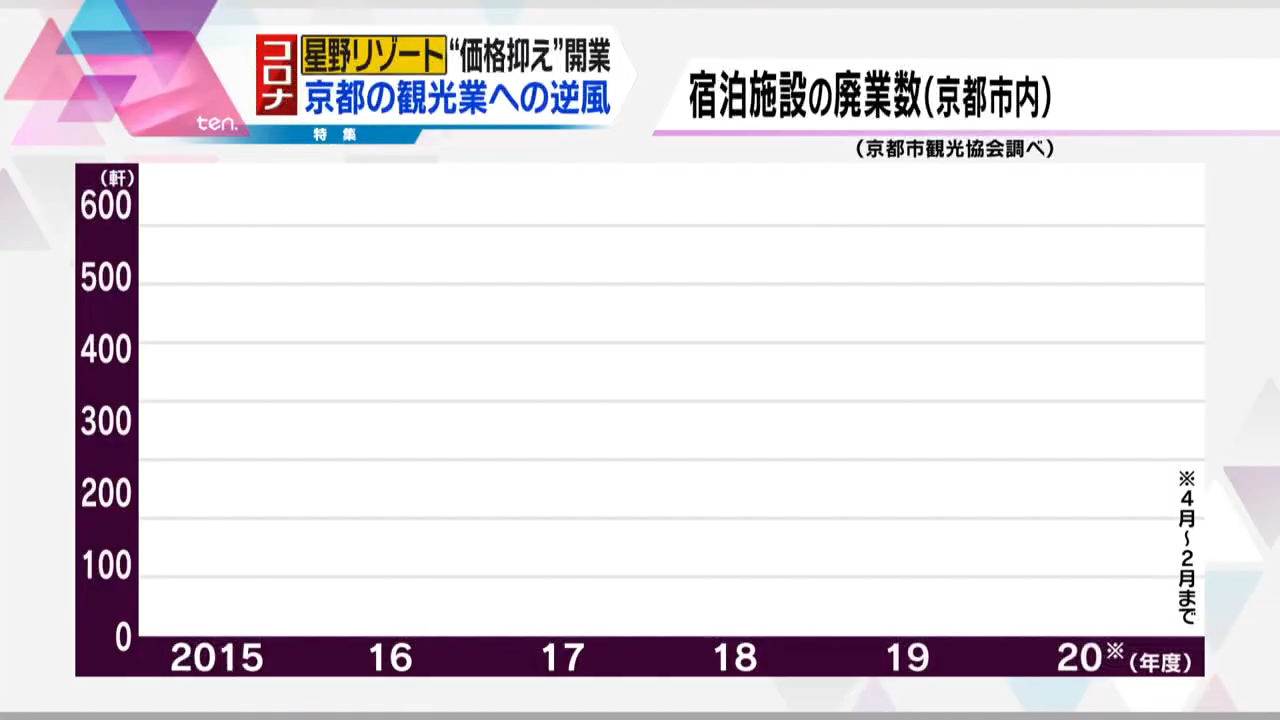 コロナ
星野リゾート“価格抑え”開業
京都の観光業への逆風
ten.
特集
宿泊施設の廃業数(京都市内)
(京都市観光協会調べ)
(軒)
600
500
400
300
200
100
0
※4月~2月まで
2015 16 17 18 19 20※(年度)